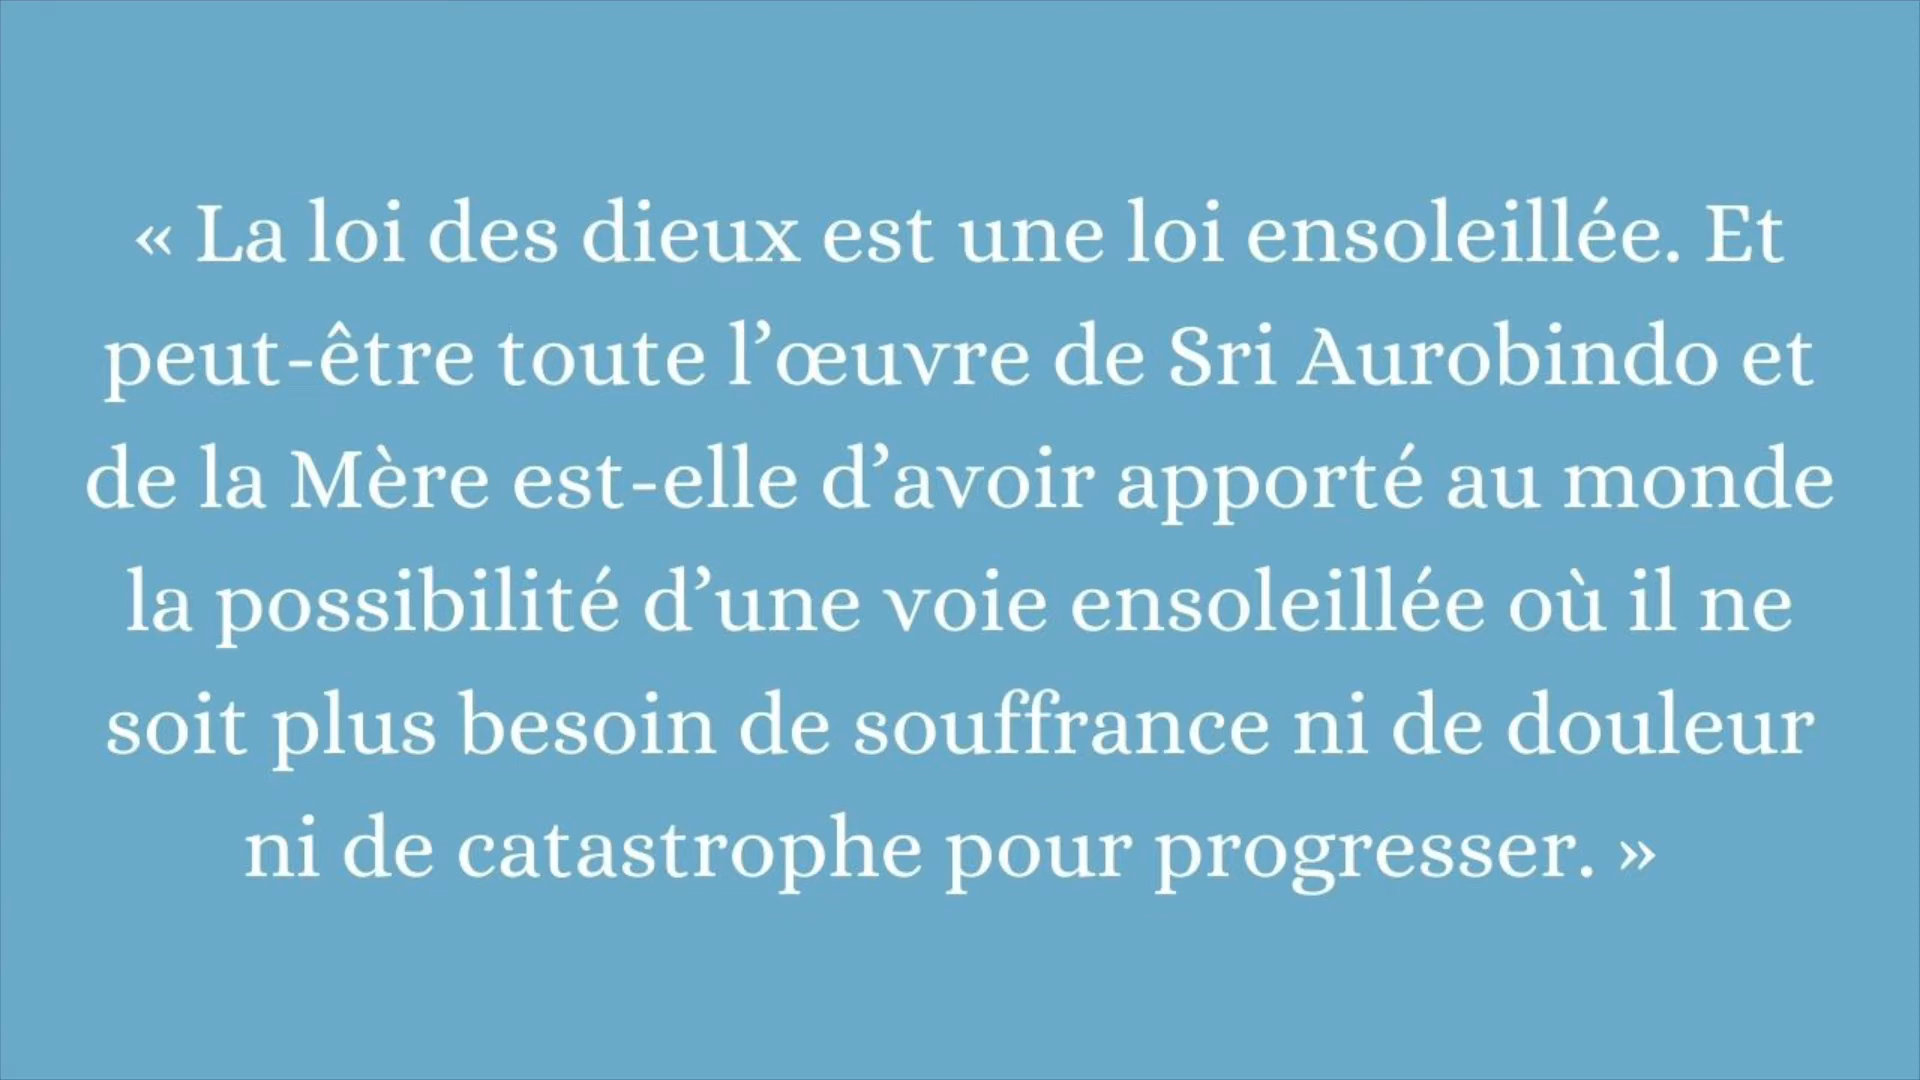 « La loi des dieux est une loi ensoleillée. Et
peut-être toute l’œuvre de Sri Aurobindo et
de la Mère est-elle d’avoir apporté au monde
la possibilité d’une voie ensoleillée où il ne
soit plus besoin de souffrance ni de douleur
ni de catastrophe pour progresser. »